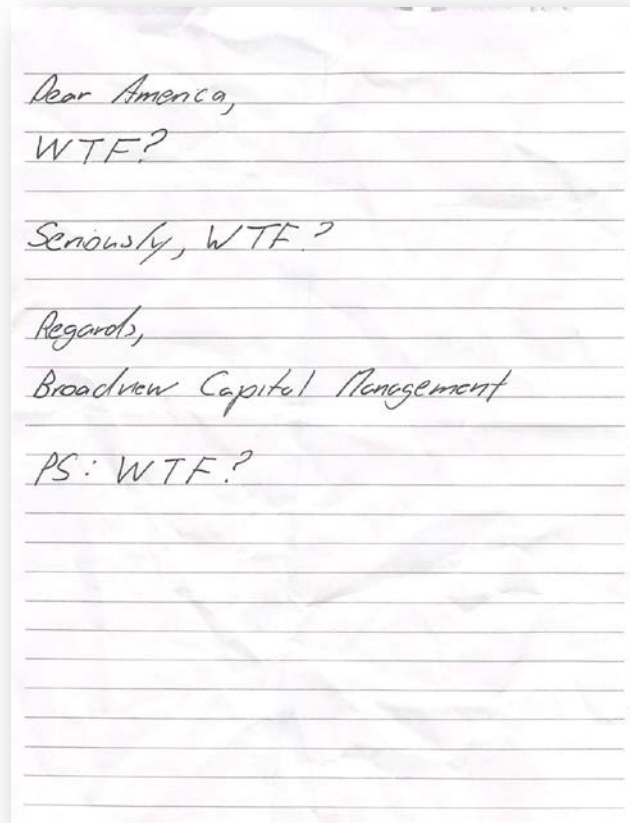 Dear America,
WTF?
Seriously, WTF?
Regards,
Broadview Capital Management
PS: WTF?